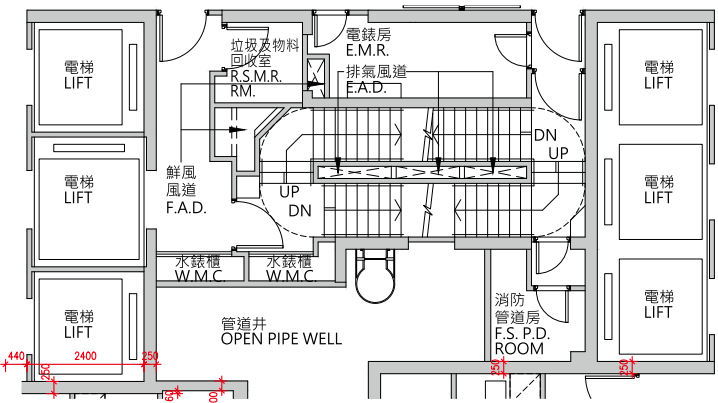 電梯
LIFT
垃圾及物料
回收室
R.S.M.R.
RM.
電錶房
E.M.R.
排氣風道
E.A.D.
電梯
LIFT
DN
UP
電梯
LIFT
鮮風
風道
F.A.D.
UP
DN
電梯
LIFT
水錶櫃
W.M.C.
水錶櫃
W.M.C.
電梯
LIFT
管道井
OPEN PIPE WELL
消防
管道房
F.S. P.D.
ROOM
電梯
LIFT
440
2400
250
250
250
250
60
00